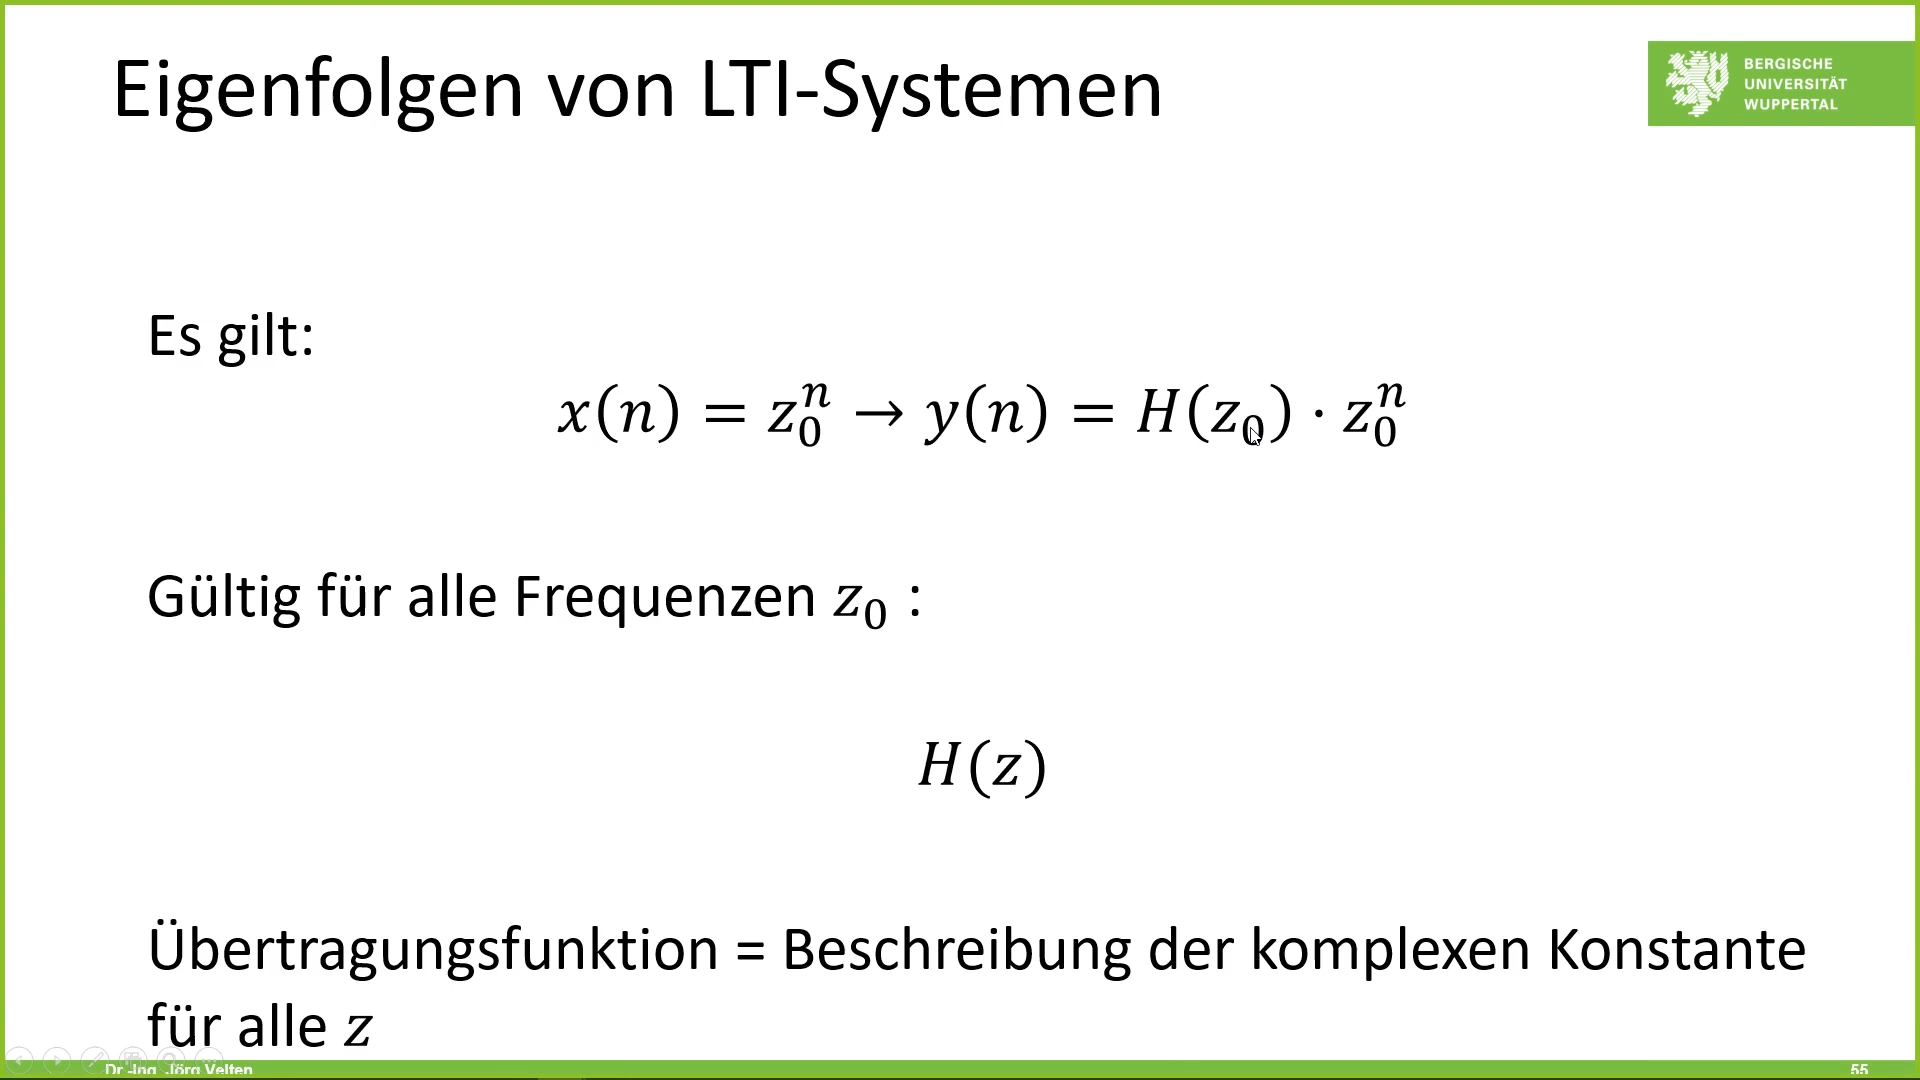 Eigenfolgen von LTI-Systemen
BERGISCHE
UNIVERSITÄT
WUPPERTAL
Es gilt:
x(n) = z₀ⁿ → y(n) = H(z₀) · z₀ⁿ
Gültig für alle Frequenzen z₀ :
H(z)
Übertragungsfunktion = Beschreibung der komplexen Konstante
für alle z
Dr.-Ing. Jörg Velten
55